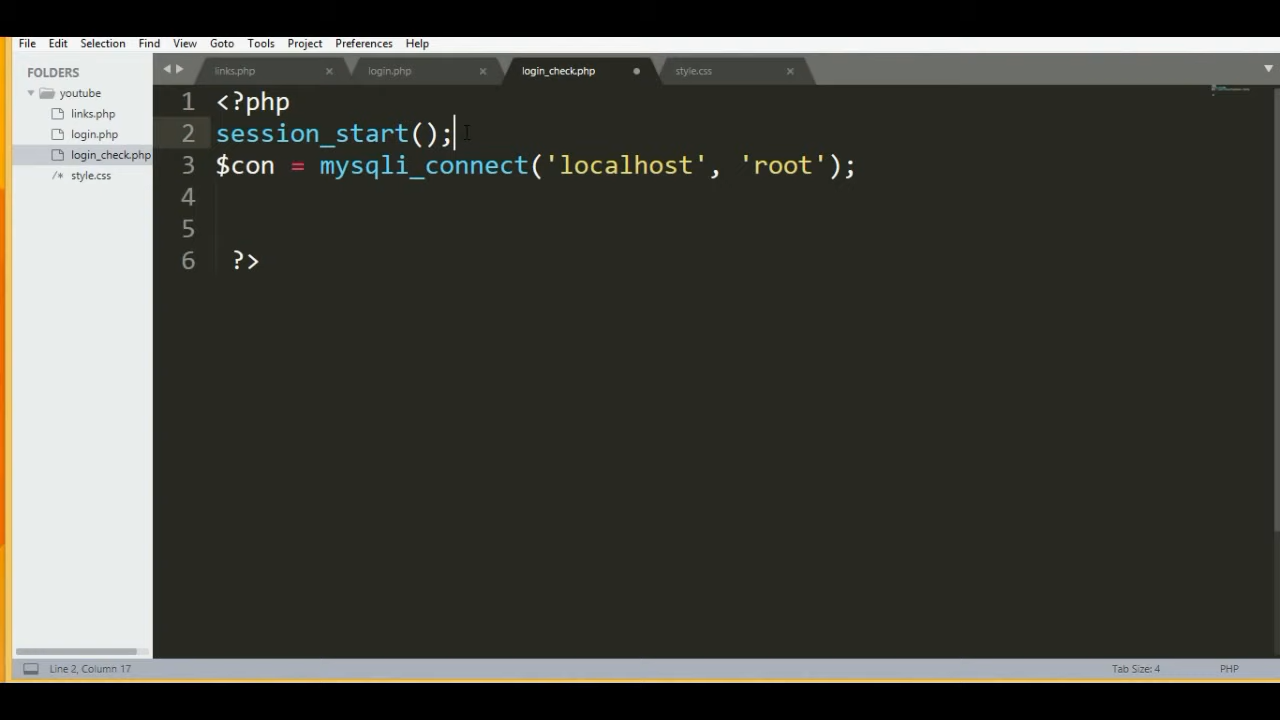 File Edit Selection Find View Goto Tools Project Preferences Help
FOLDERS
youtube
links.php
login.php
login_check.php
/* style.css
links.php × login.php × login_check.php style.css ×
1 <?php
2 session_start();
3 $con = mysqli_connect('localhost', 'root');
4
5
6 ?>
Line 2, Column 17 Tab Size: 4 PHP